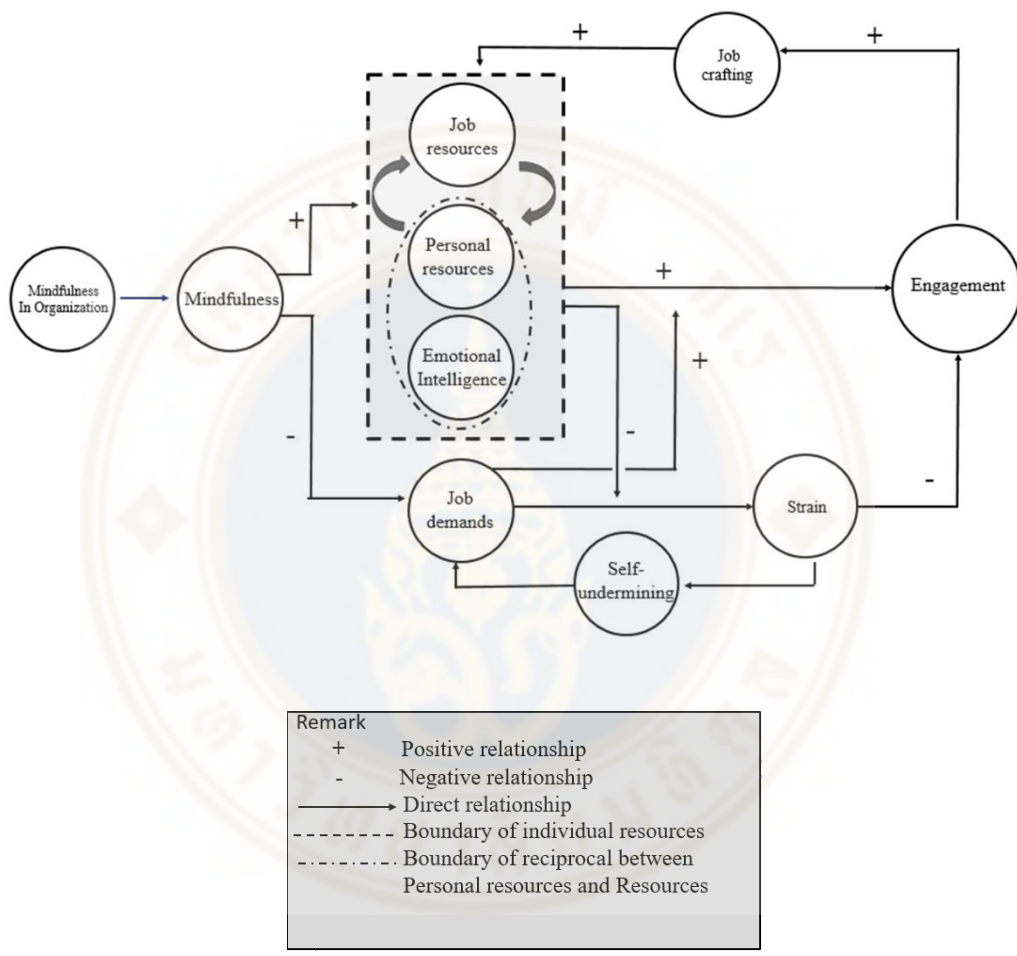 +
+
Job
crafting
Job
resources
+
Personal
resources
Mindfulness
In Organization
Mindfulness
+
Engagement
Emotional
Intelligence
+
-
-
Job
demands
Strain
-
Self-
undermining
Remark
+ Positive relationship
- Negative relationship
Direct relationship
Boundary of individual resources
Boundary of reciprocal between
Personal resources and Resources